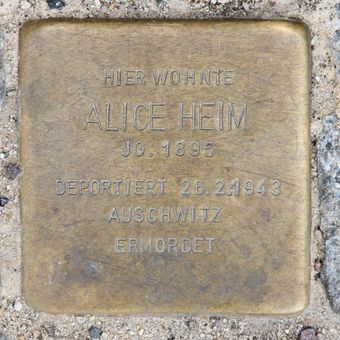 HIER WOHNTE
ALICE HEIM
JG. 1895
DEPORTIERT 26.2.1943
AUSCHWITZ
ERMORDET